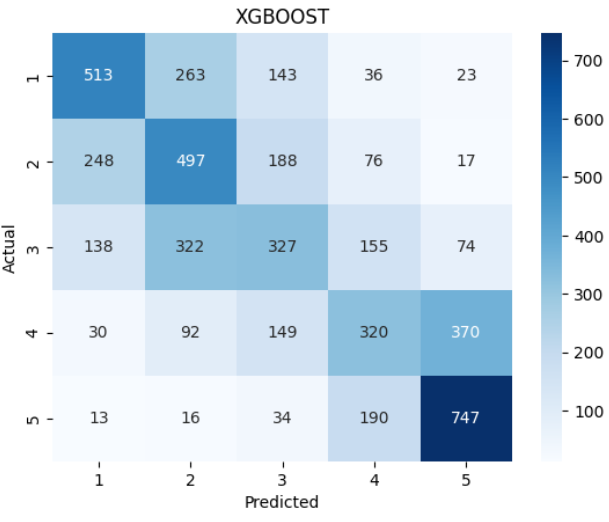 XGBOOST
1 513 263 143 36 23
2 248 497 188 76 17
3 138 322 327 155 74
4 30 92 149 320 370
5 13 16 34 190 747
1 2 3 4 5
Actual
Predicted
700
600
500
400
300
200
100